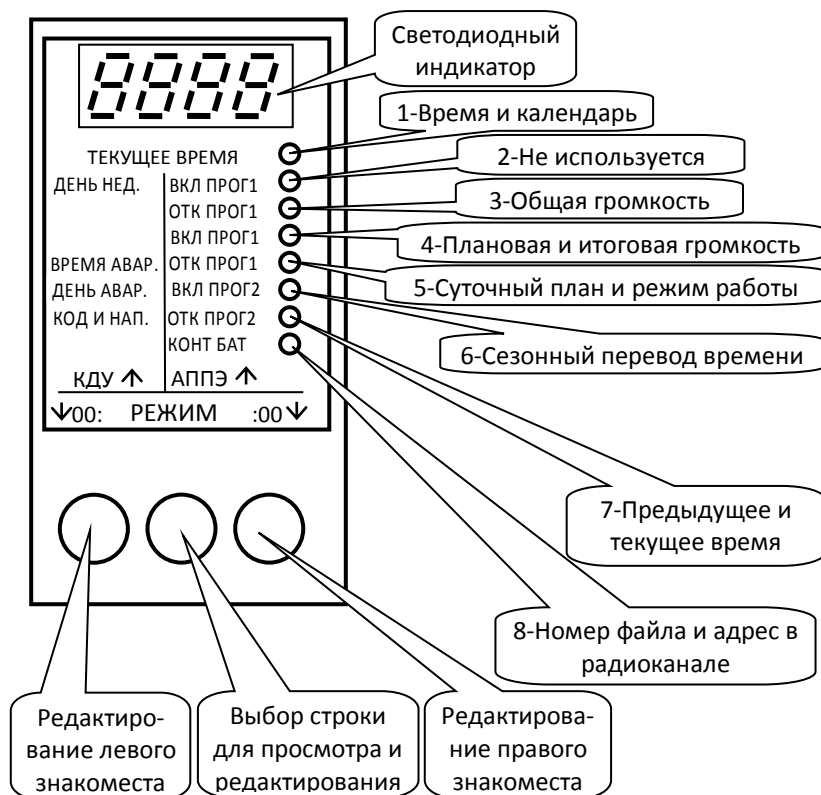 Светодиодный
индикатор
1-Время и календарь
ТЕКУЩЕЕ ВРЕМЯ
2-Не используется
ДЕНЬ НЕД.
ВКЛ ПРОГ1
ОТК ПРОГ1
3-Общая громкость
ВКЛ ПРОГ1
4-Плановая и итоговая громкость
ВРЕМЯ АВАР.
ОТК ПРОГ1
5-Суточный план и режим работы
ДЕНЬ АВАР.
ВКЛ ПРОГ2
КОД И НАП.
ОТК ПРОГ2
КОНТ БАТ
6-Сезонный перевод времени
КДУ ↑
АППЭ ↑
↓00: РЕЖИМ :00↓
7-Предыдущее и
текущее время
8-Номер файла и адрес в
радиоканале
Редактиро-
вание левого
знакоместа
Выбор строки
для просмотра и
редактирования
Редактирова-
ние правого
знакоместа